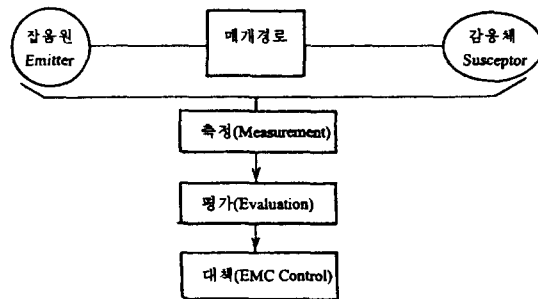 잡음원
Emitter
매개경로
감응체
Susceptor
측정(Measurement)
평가(Evaluation)
대책(EMC Control)